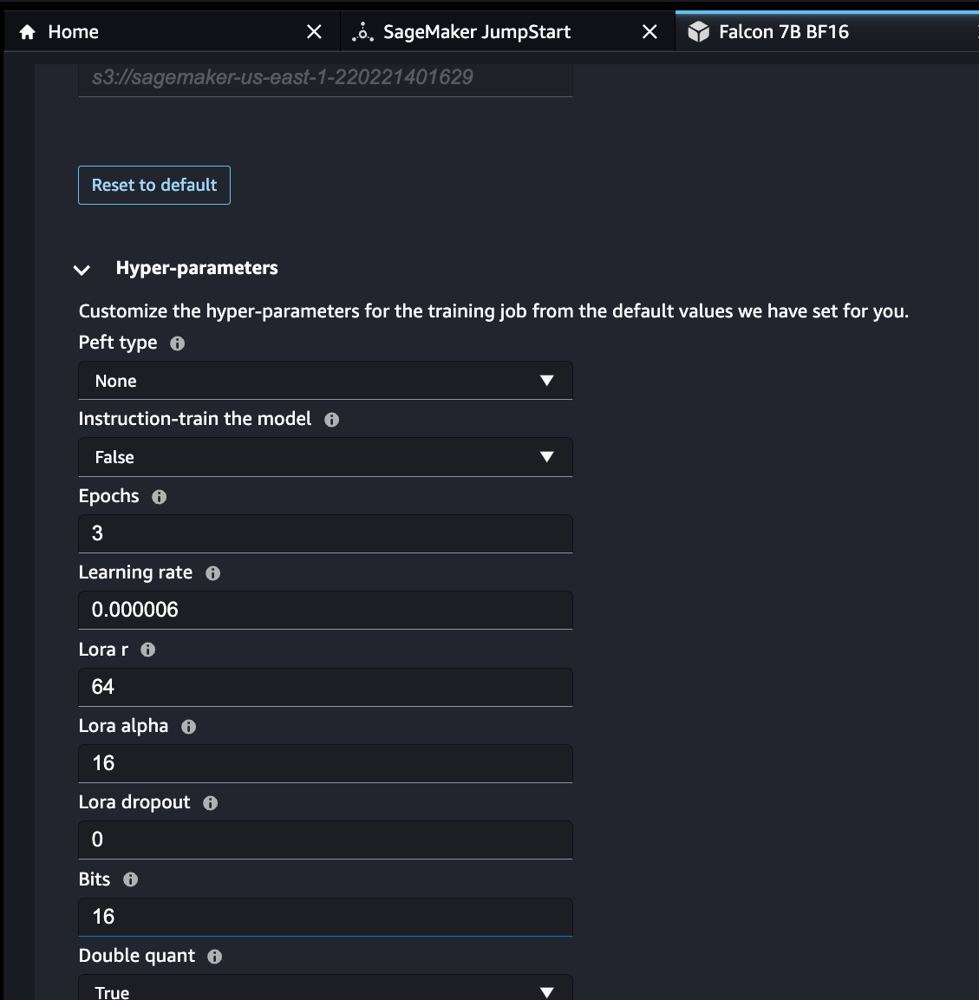 Home
SageMaker JumpStart
Falcon 7B BF16
s3://sagemaker-us-east-1-220221401629
Reset to default
Hyper-parameters
Customize the hyper-parameters for the training job from the default values we have set for you.
Peft type
None
Instruction-train the model
False
Epochs
3
Learning rate
0.000006
Lora r
64
Lora alpha
16
Lora dropout
0
Bits
16
Double quant
True